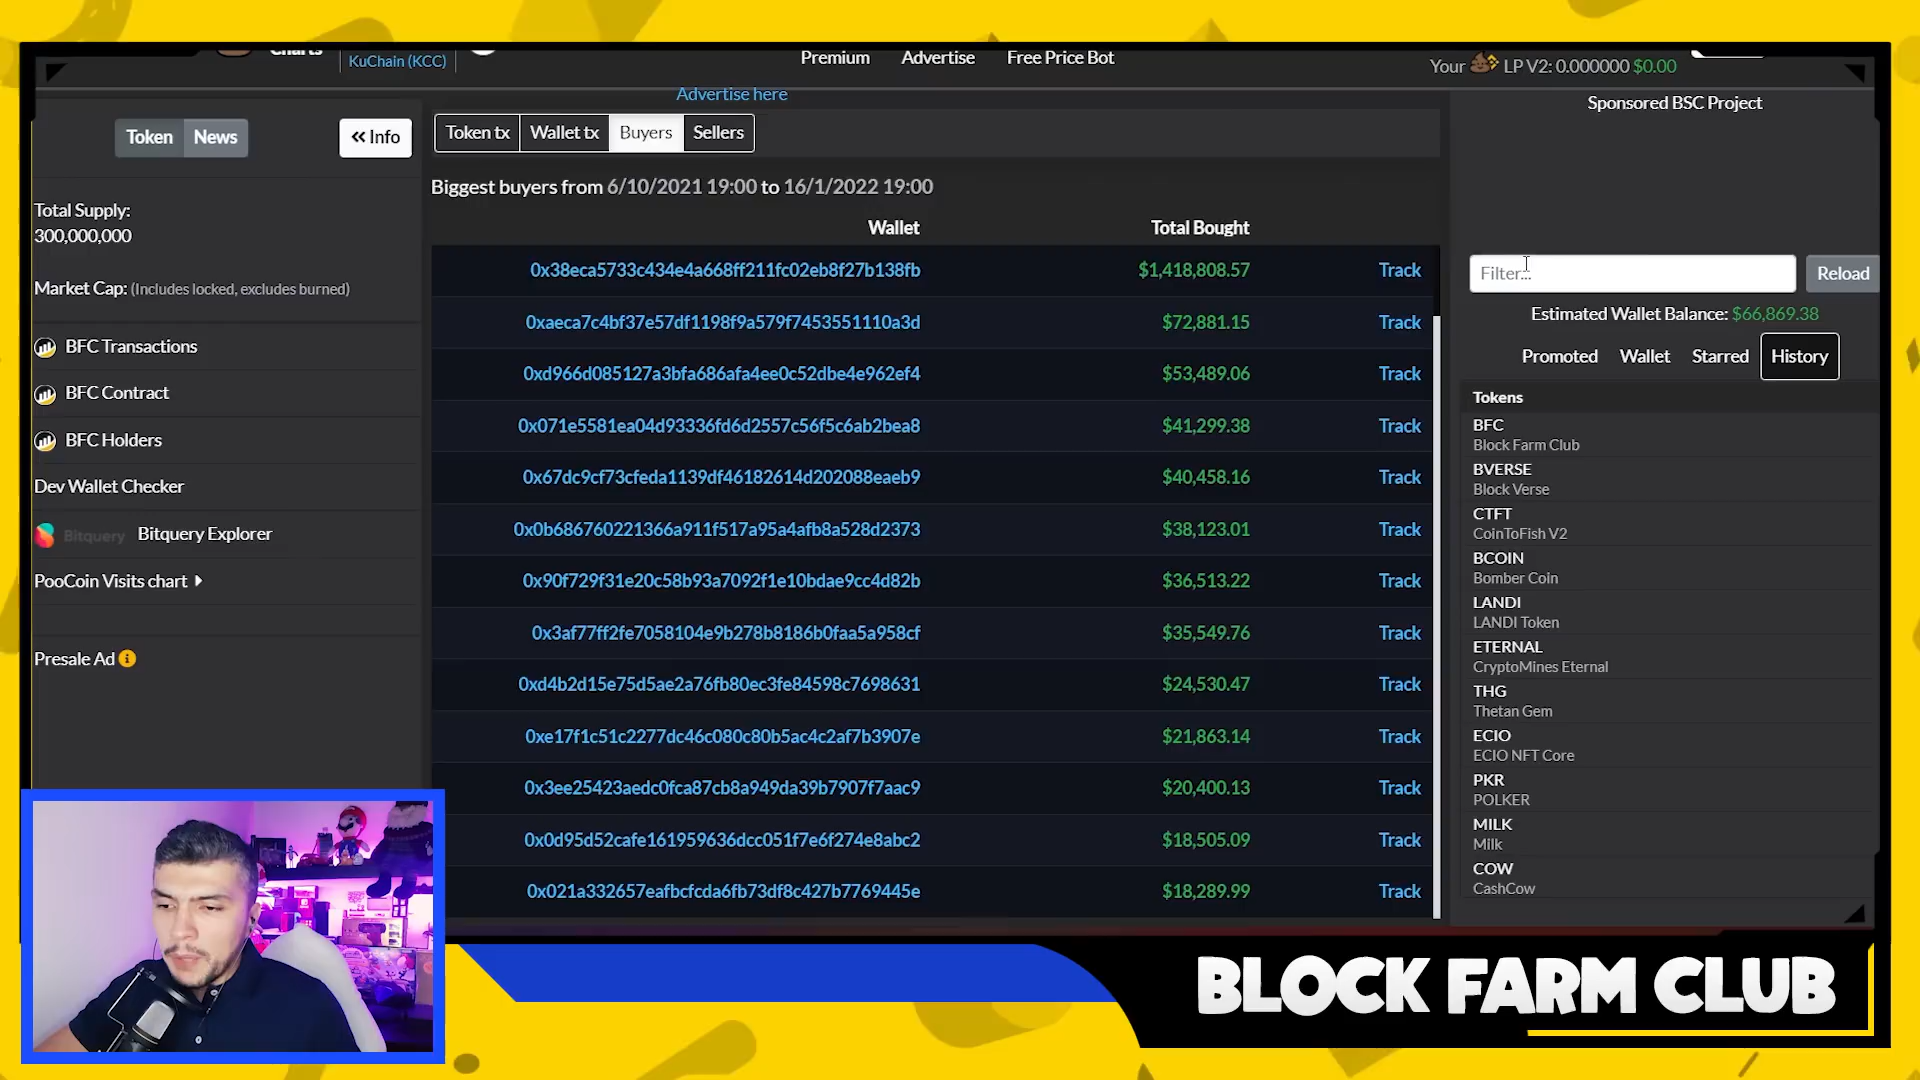 Charts
KuChain (KCC)
Premium
Advertise
Free Price Bot
Your LP V2: 0.000000 $0.00
Advertise here
Sponsored BSC Project
Token
News
« Info
Token tx
Wallet tx
Buyers
Sellers
Total Supply:
300,000,000
Market Cap: (Includes locked, excludes burned)
BFC Transactions
BFC Contract
BFC Holders
Dev Wallet Checker
Bitquery Bitquery Explorer
PooCoin Visits chart
Presale Ad
Biggest buyers from 6/10/2021 19:00 to 16/1/2022 19:00
Wallet Total Bought
0x38eca5733c434e4a668ff211fc02eb8f27b138fb $1,418,808.57 Track
0xaeca7c4bf37e57df1198f9a579f7453551110a3d $72,881.15 Track
0xd966d085127a3bfa686afa4ee0c52dbe4e962ef4 $53,489.06 Track
0x071e5581ea04d93336fd6d2557c56f5c6ab2bea8 $41,299.38 Track
0x67dc9cf73cfeda1139df46182614d202088eaeb9 $40,458.16 Track
0x0b686760221366a911f517a95a4afb8a528d2373 $38,123.01 Track
0x90f729f31e20c58b93a7092f1e10bdae9cc4d82b $36,513.22 Track
0x3af77ff2fe7058104e9b278b8186b0faa5a958cf $35,549.76 Track
0xd4b2d15e75d5ae2a76fb80ec3fe84598c7698631 $24,530.47 Track
0xe17f1c51c2277dc46c080c80b5ac4c2af7b3907e $21,863.14 Track
0x3ee25423aedc0fca87cb8a949da39b7907f7aac9 $20,400.13 Track
0x0d95d52cafe161959636dcc051f7e6f274e8abc2 $18,505.09 Track
0x021a332657eafbcfcda6fb73df8c427b7769445e $18,289.99 Track
Filter...
Reload
Estimated Wallet Balance: $66,869.38
Promoted
Wallet
Starred
History
Tokens
BFC
Block Farm Club
BVERSE
Block Verse
CTFT
CoinToFish V2
BCOIN
Bomber Coin
LANDI
LANDI Token
ETERNAL
CryptoMines Eternal
THG
Thetan Gem
ECIO
ECIO NFT Core
PKR
POLKER
MILK
Milk
COW
CashCow
BLOCK FARM CLUB